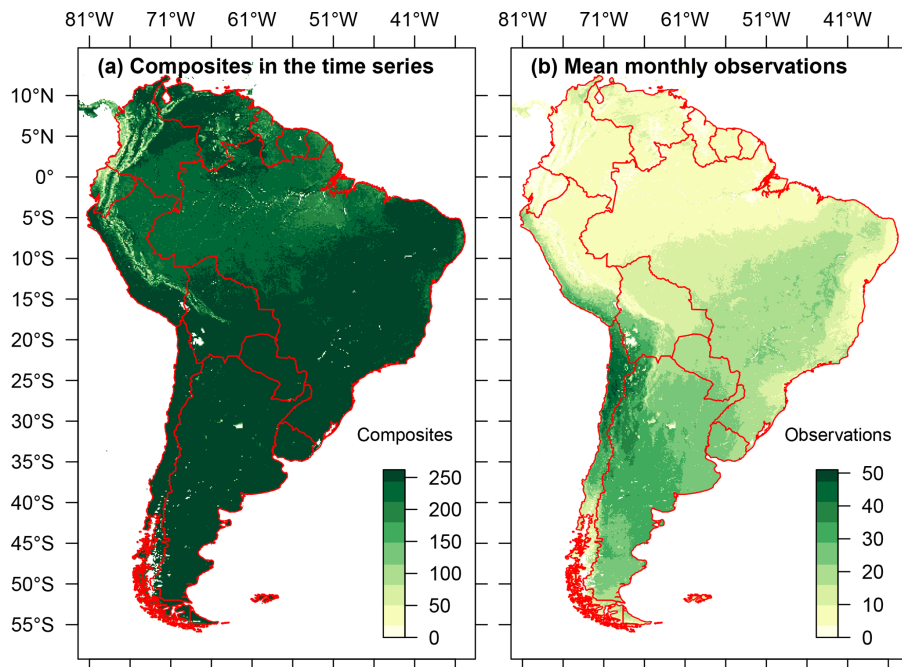 81°W 71°W 61°W 51°W 41°W 81°W 71°W 61°W 51°W 41°W
(a) Composites in the time series
(b) Mean monthly observations
10°N
5°N
0°
5°S
10°S
15°S
20°S
25°S
30°S
35°S
40°S
45°S
50°S
55°S
Composites
250
200
150
100
50
0
Observations
50
40
30
20
10
0